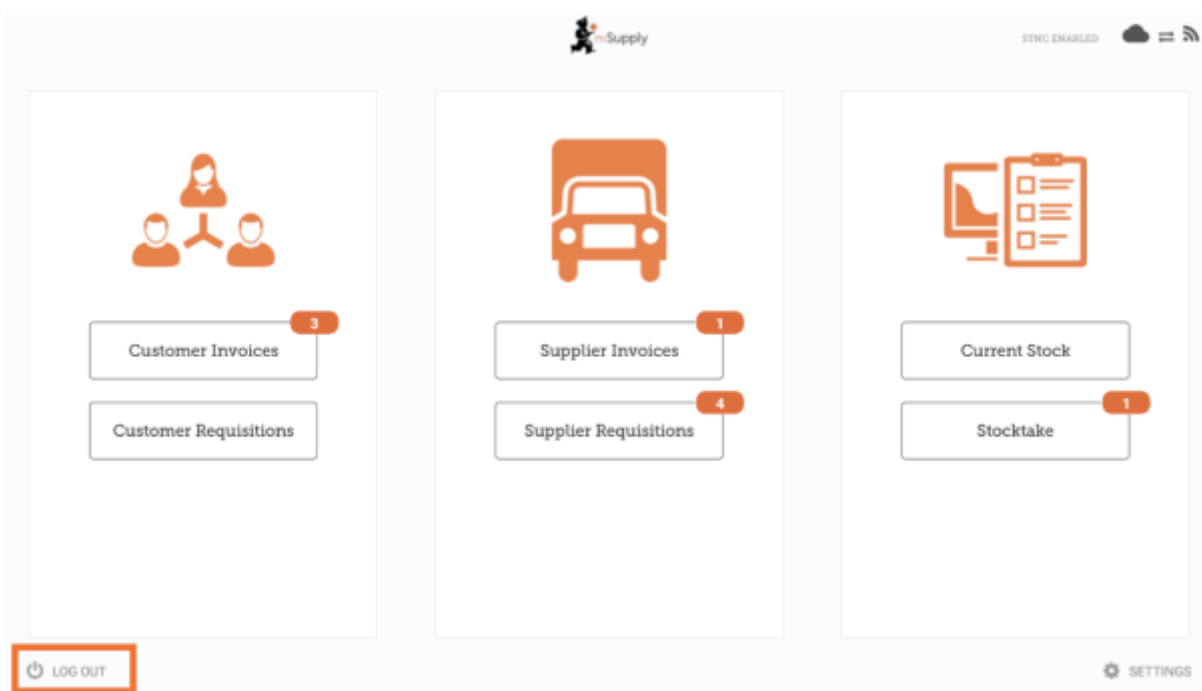 mSupply
SYNC ENABLED
3
Customer Invoices
Customer Requisitions
1
Supplier Invoices
4
Supplier Requisitions
Current Stock
1
Stocktake
LOG OUT
SETTINGS